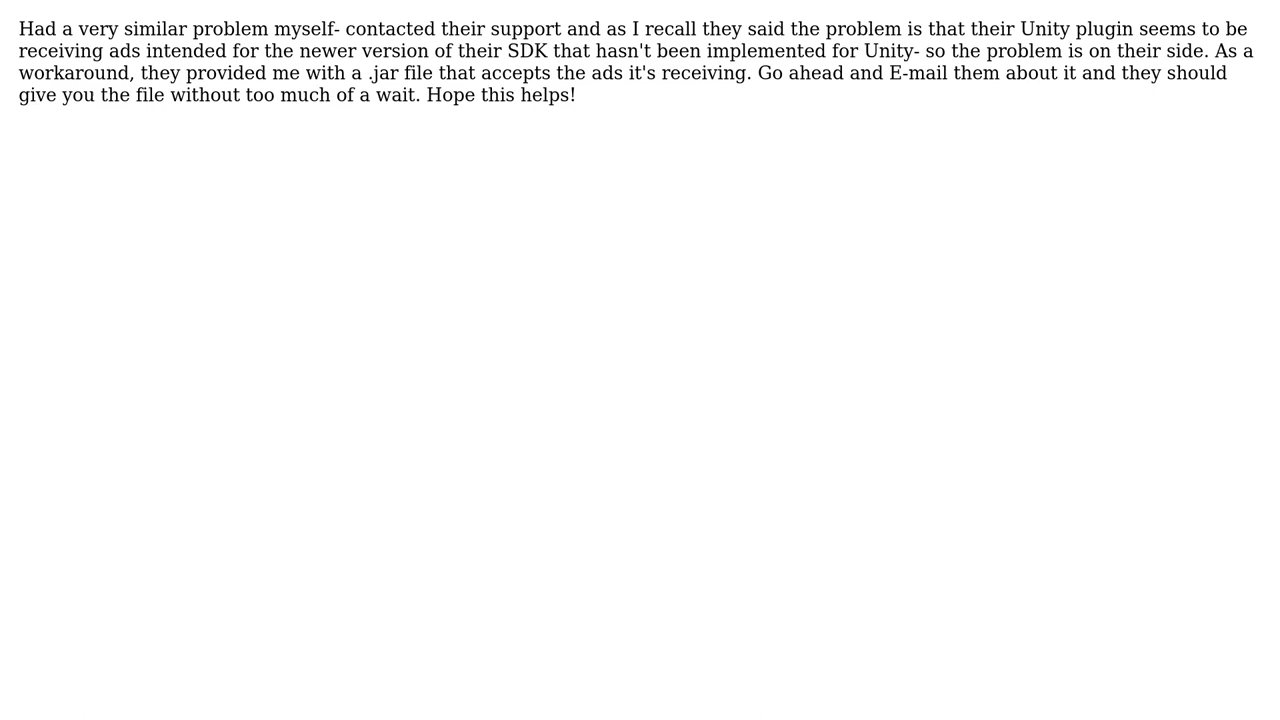 Had a very similar problem myself- contacted their support and as I recall they said the problem is that their Unity plugin seems to be
receiving ads intended for the newer version of their SDK that hasn't been implemented for Unity- so the problem is on their side. As a
workaround, they provided me with a .jar file that accepts the ads it's receiving. Go ahead and E-mail them about it and they should
give you the file without too much of a wait. Hope this helps!